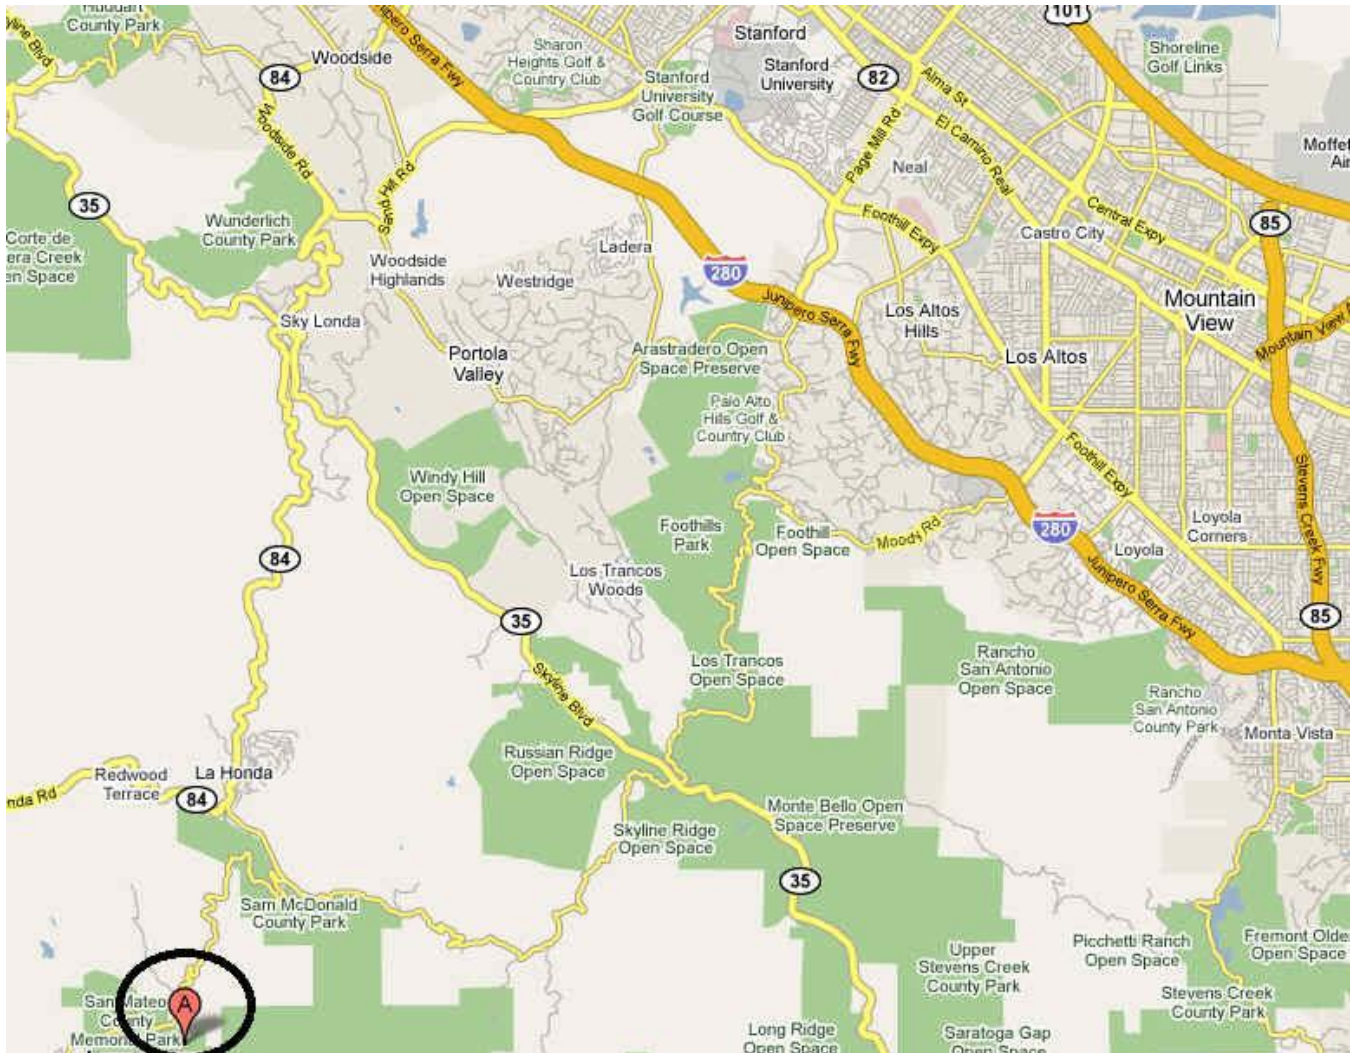 Huddart
County Park
yline Blvd
Woodside
84
Junipero Serra Fwy
Sharon
Heights Golf &
Country Club
Stanford
Stanford
University
Stanford
University
Golf Course
82
Alma St
101
Shoreline
Golf Links
Woodside Rd
El Camino Real
Page Mill Rd
Neal
Moffet
Air
35
Sand Hill Rd
Wunderlich
County Park
Foothill Expy
Central Expy
Castro City
85
Corte de
era Creek
en Space
Woodside
Highlands
Ladera
Westridge
280
Junipero Serra Fwy
Los Altos
Hills
Mountain
View
Sky Londa
Mountain View
Portola
Valley
Arastradero Open
Space Preserve
Los Altos
Palo Alto
Hills Golf &
Country Club
Foothill Expy
Windy Hill
Open Space
Stevens Creek Fwy
Foothills
Park
Foothill
Open Space
Moody Rd
280
Loyola
Corners
Loyola
84
Los Trancos
Woods
Junipero Serra Fwy
35
85
Los Trancos
Open Space
Rancho
San Antonio
Open Space
Skyline Blvd
Rancho
San Antonio
County Park
Monta Vista
Russian Ridge
Open Space
La Honda
Redwood
Terrace
84
nda Rd
Monte Bello Open
Space Preserve
Skyline Ridge
Open Space
35
Sam McDonald
County Park
Upper
Stevens Creek
County Park
Picchetti Ranch
Open Space
Fremont Olde
Open Space
San Mateo
County
Memorial Park
A
Stevens Creek
County Park
Long Ridge
Open Space
Saratoga Gap
Open Space